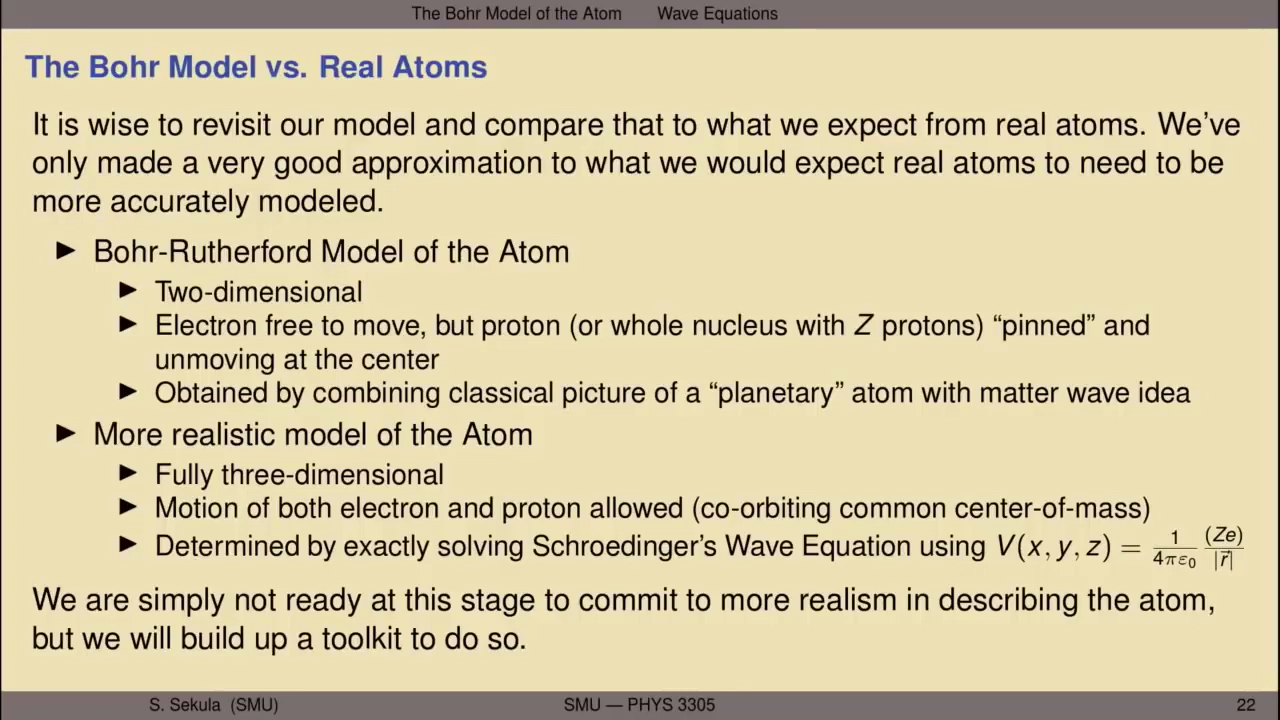 The Bohr Model of the Atom Wave Equations
The Bohr Model vs. Real Atoms
It is wise to revisit our model and compare that to what we expect from real atoms. We've
only made a very good approximation to what we would expect real atoms to need to be
more accurately modeled.
▶ Bohr-Rutherford Model of the Atom
▶ Two-dimensional
▶ Electron free to move, but proton (or whole nucleus with Z protons) “pinned” and
unmoving at the center
▶ Obtained by combining classical picture of a “planetary” atom with matter wave idea
▶ More realistic model of the Atom
▶ Fully three-dimensional
▶ Motion of both electron and proton allowed (co-orbiting common center-of-mass)
▶ Determined by exactly solving Schroedinger's Wave Equation using $V(x, y, z) = \frac{1}{4\pi\varepsilon_0} \frac{(Ze)}{|\vec{r}|}$
We are simply not ready at this stage to commit to more realism in describing the atom,
but we will build up a toolkit to do so.
S. Sekula (SMU) SMU — PHYS 3305 22